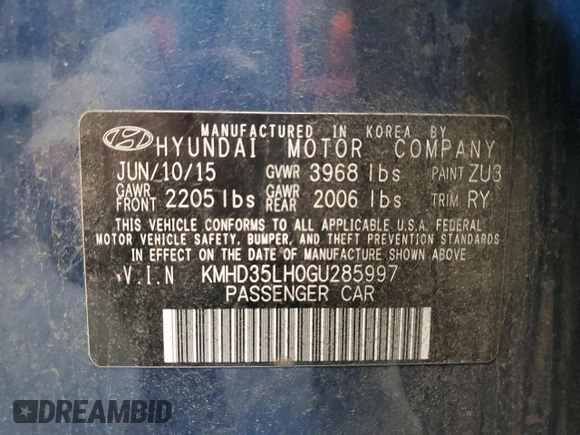 MANUFACTURED IN KOREA BY
HYUNDAI MOTOR COMPANY
JUN/10/15 GVWR 3968 lbs PAINT ZU3
GAWR FRONT 2205 lbs GAWR REAR 2006 lbs TRIM RY
THIS VEHICLE CONFORMS TO ALL APPLICABLE U.S.A. FEDERAL
MOTOR VEHICLE SAFETY, BUMPER, AND THEFT PREVENTION STANDARDS
IN EFFECT ON THE DATE OF MANUFACTURE SHOWN ABOVE.
V.I.N KMHD35LH0GU285997
PASSENGER CAR
DREAMBID